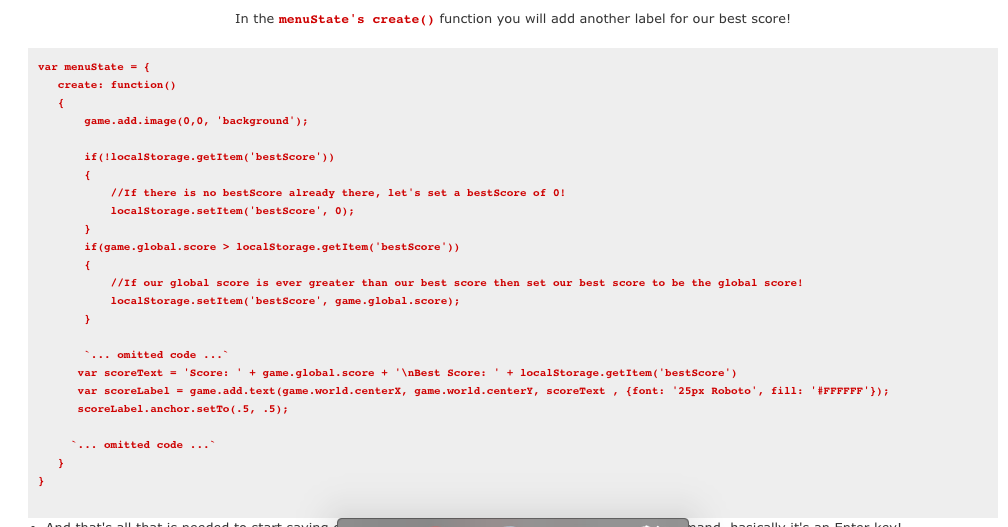 In the menuState's create() function you will add another label for our best score!
var menuState = {
create: function()
{
game.add.image(0,0, 'background');
if(!localStorage.getItem('bestScore'))
{
//If there is no bestScore already there, let's set a bestScore of 0!
localStorage.setItem('bestScore', 0);
}
if(game.global.score > localStorage.getItem('bestScore'))
{
//If our global score is ever greater than our best score then set our best score to be the global score!
localStorage.setItem('bestScore', game.global.score);
}
`... omitted code ...`
var scoreText = 'Score: ' + game.global.score + '\nBest Score: ' + localStorage.getItem('bestScore')
var scoreLabel = game.add.text(game.world.centerX, game.world.centerY, scoreText , {font: '25px Roboto', fill: '#FFFFFF'});
scoreLabel.anchor.setTo(.5, .5);
`... omitted code ...`
}
}
And that's all that is needed to start saving basically it's an Enter key!